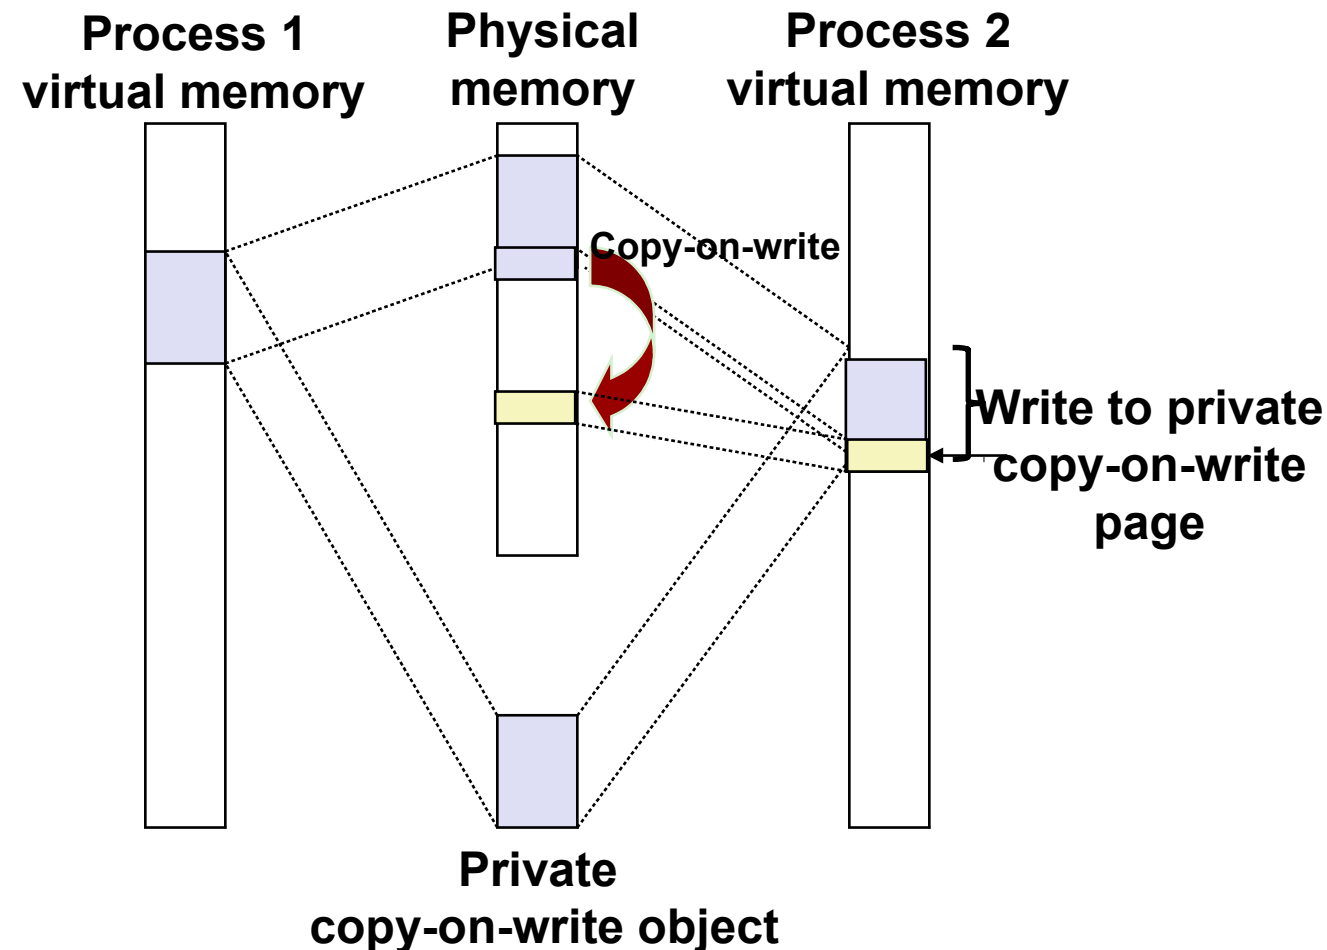 Process 1
virtual memory
Physical
memory
Process 2
virtual memory
Copy-on-write
Write to private
copy-on-write
page
Private
copy-on-write object